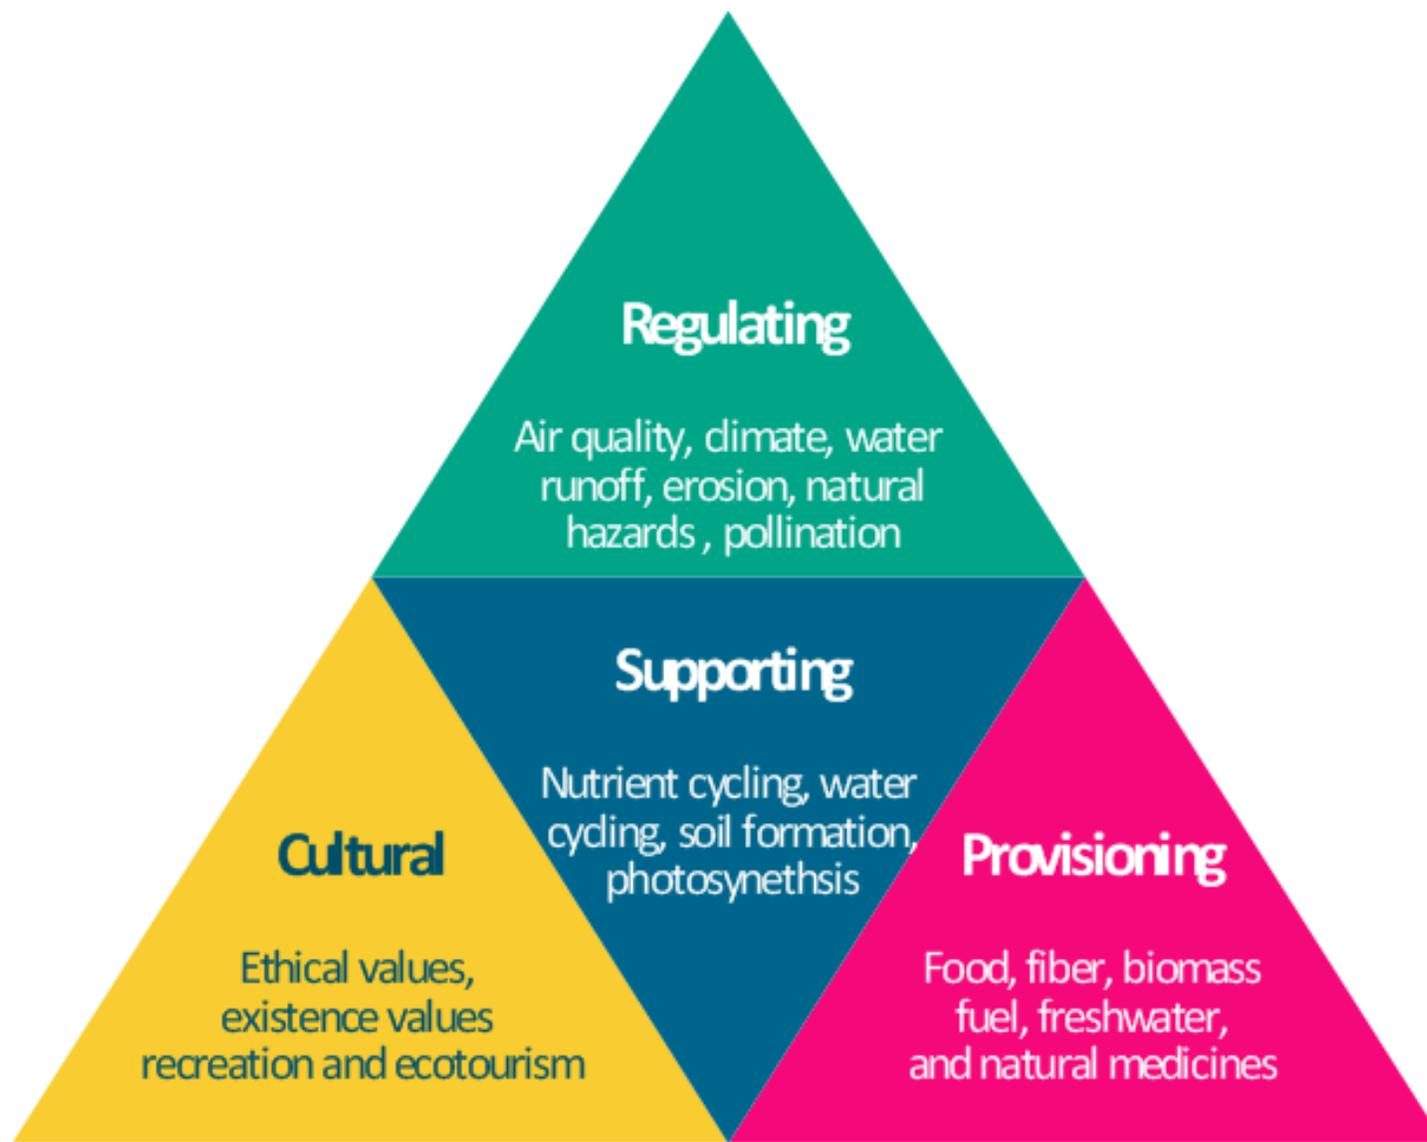 Regulating
Air quality, climate, water
runoff, erosion, natural
hazards , pollination
Supporting
Nutrient cycling, water
cycling, soil formation,
photosynethsis
Cultural
Ethical values,
existence values
recreation and ecotourism
Provisioning
Food, fiber, biomass
fuel, freshwater,
and natural medicines